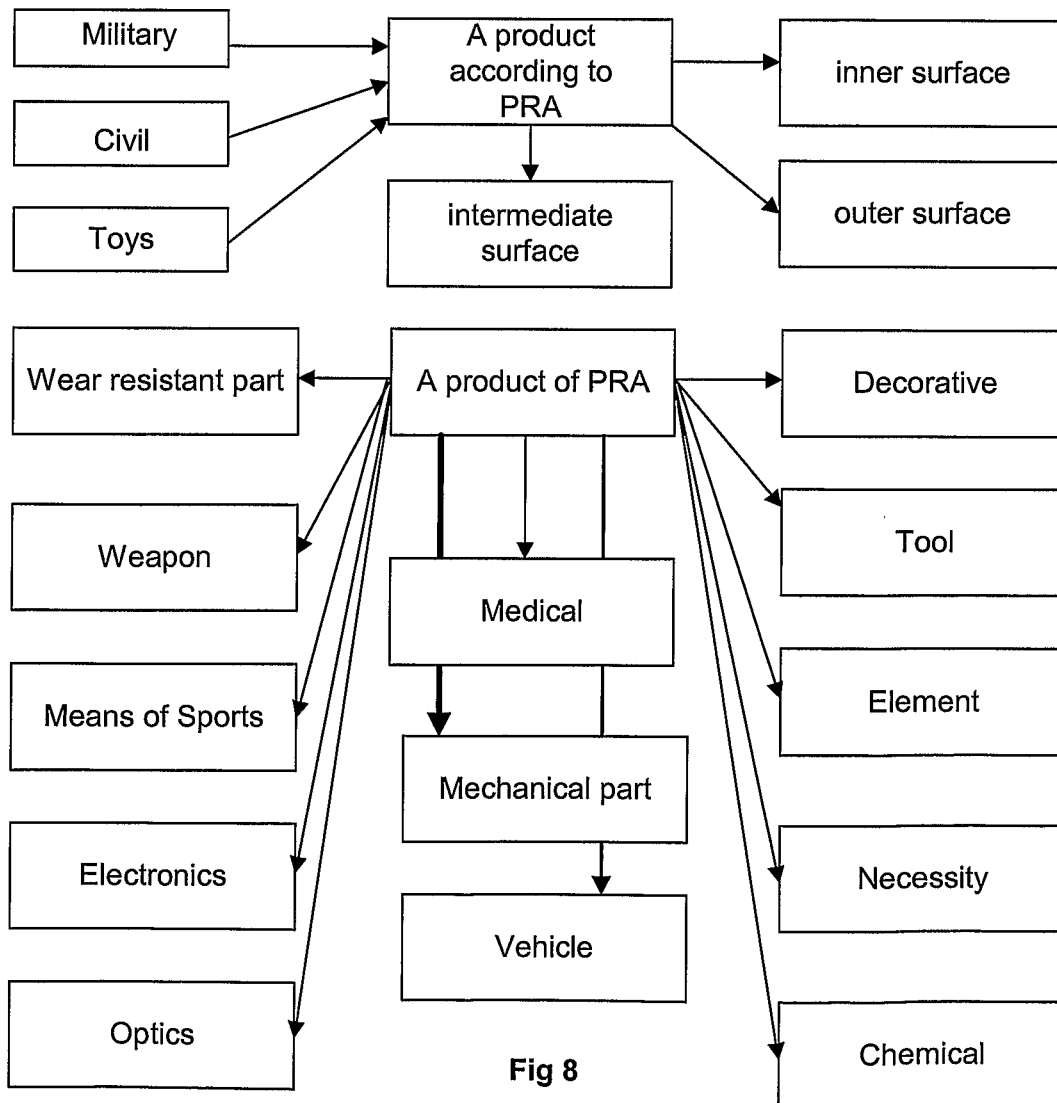 Military
A product
according to
PRA
inner surface
Civil
Toys
intermediate
surface
outer surface
Wear resistant part
A product of PRA
Decorative
Weapon
Medical
Tool
Means of Sports
Mechanical part
Element
Electronics
Vehicle
Necessity
Optics
Chemical
Fig 8